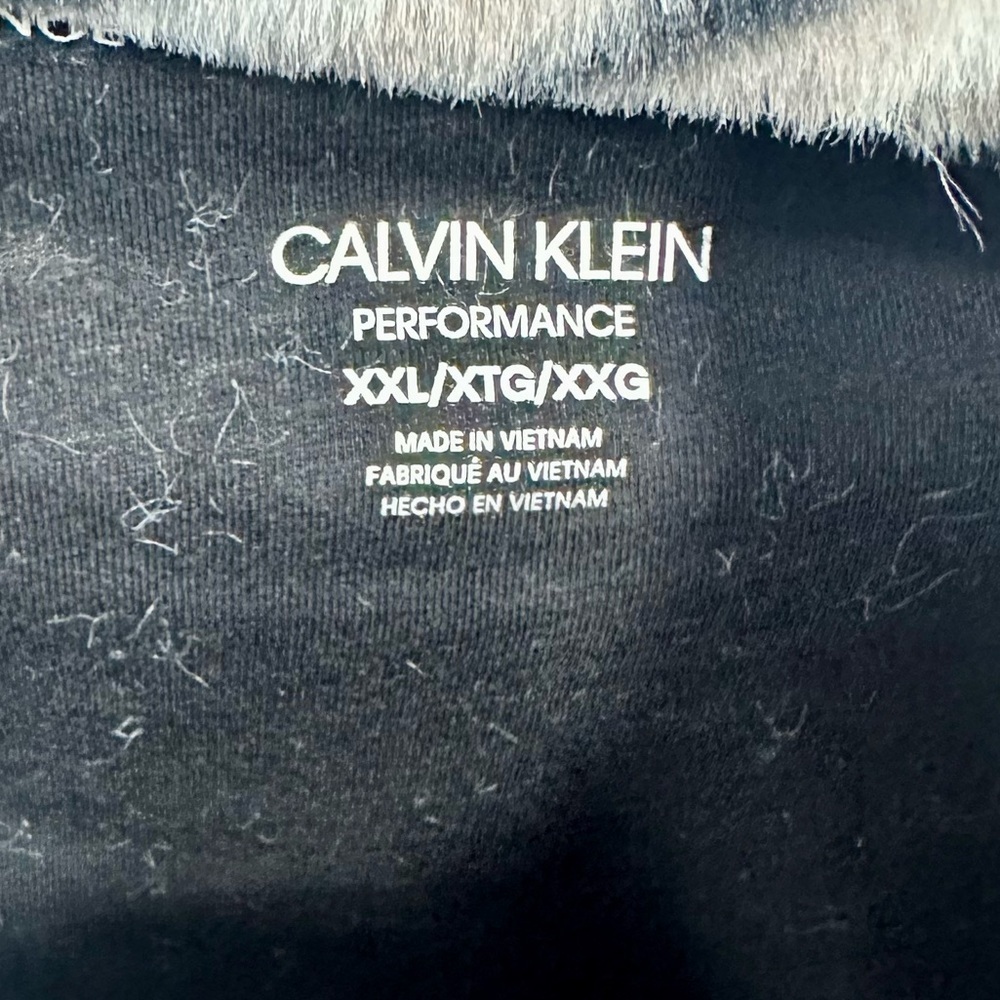 CALVIN KLEIN
PERFORMANCE
XXL/XTG/XXG
MADE IN VIETNAM
FABRIQUÉ AU VIETNAM
HECHO EN VIETNAM